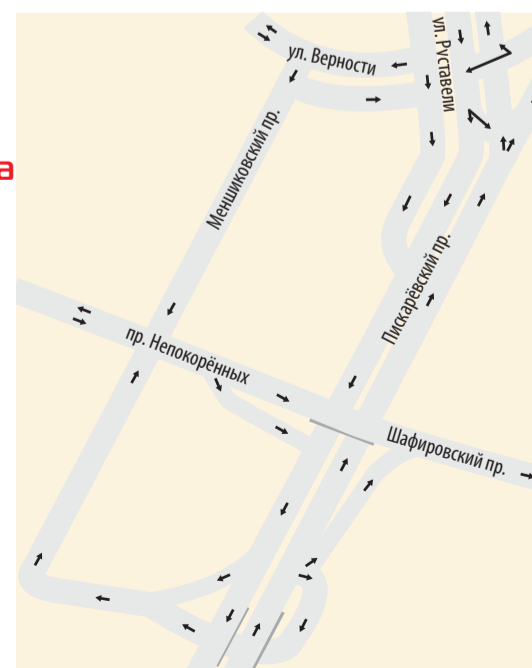 ул. Руставели
ул. Верности
Меншиковский пр.
а
Пискарёвский пр.
пр. Непокорённых
Шафировский пр.